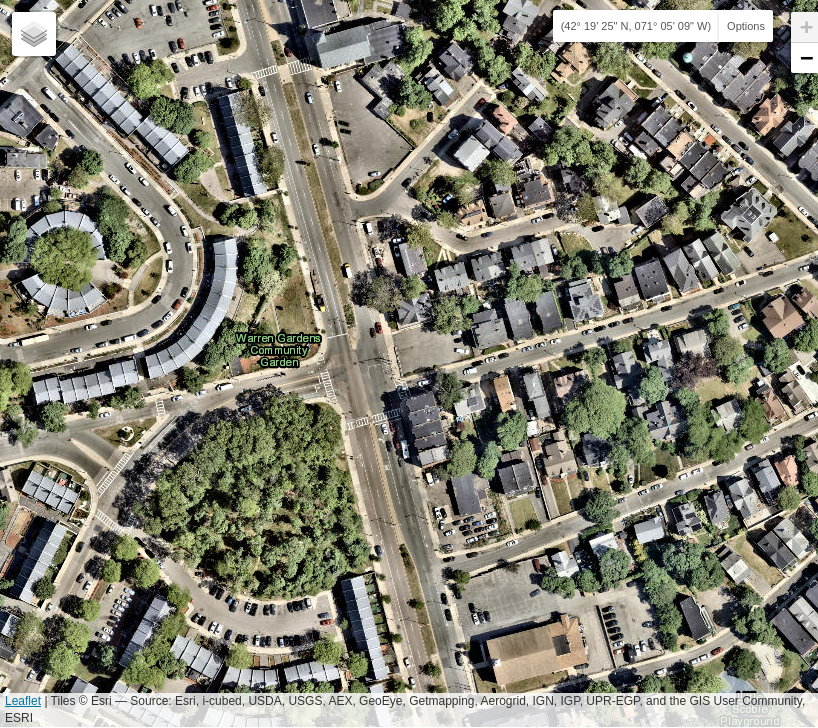 (42° 19' 25" N, 071° 05' 09" W) Options
+
−
Warren Gardens
Community
Garden
Scobie
Playground
Leaflet | Tiles © Esri — Source: Esri, i-cubed, USDA, USGS, AEX, GeoEye, Getmapping, Aerogrid, IGN, IGP, UPR-EGP, and the GIS User Community,
ESRI